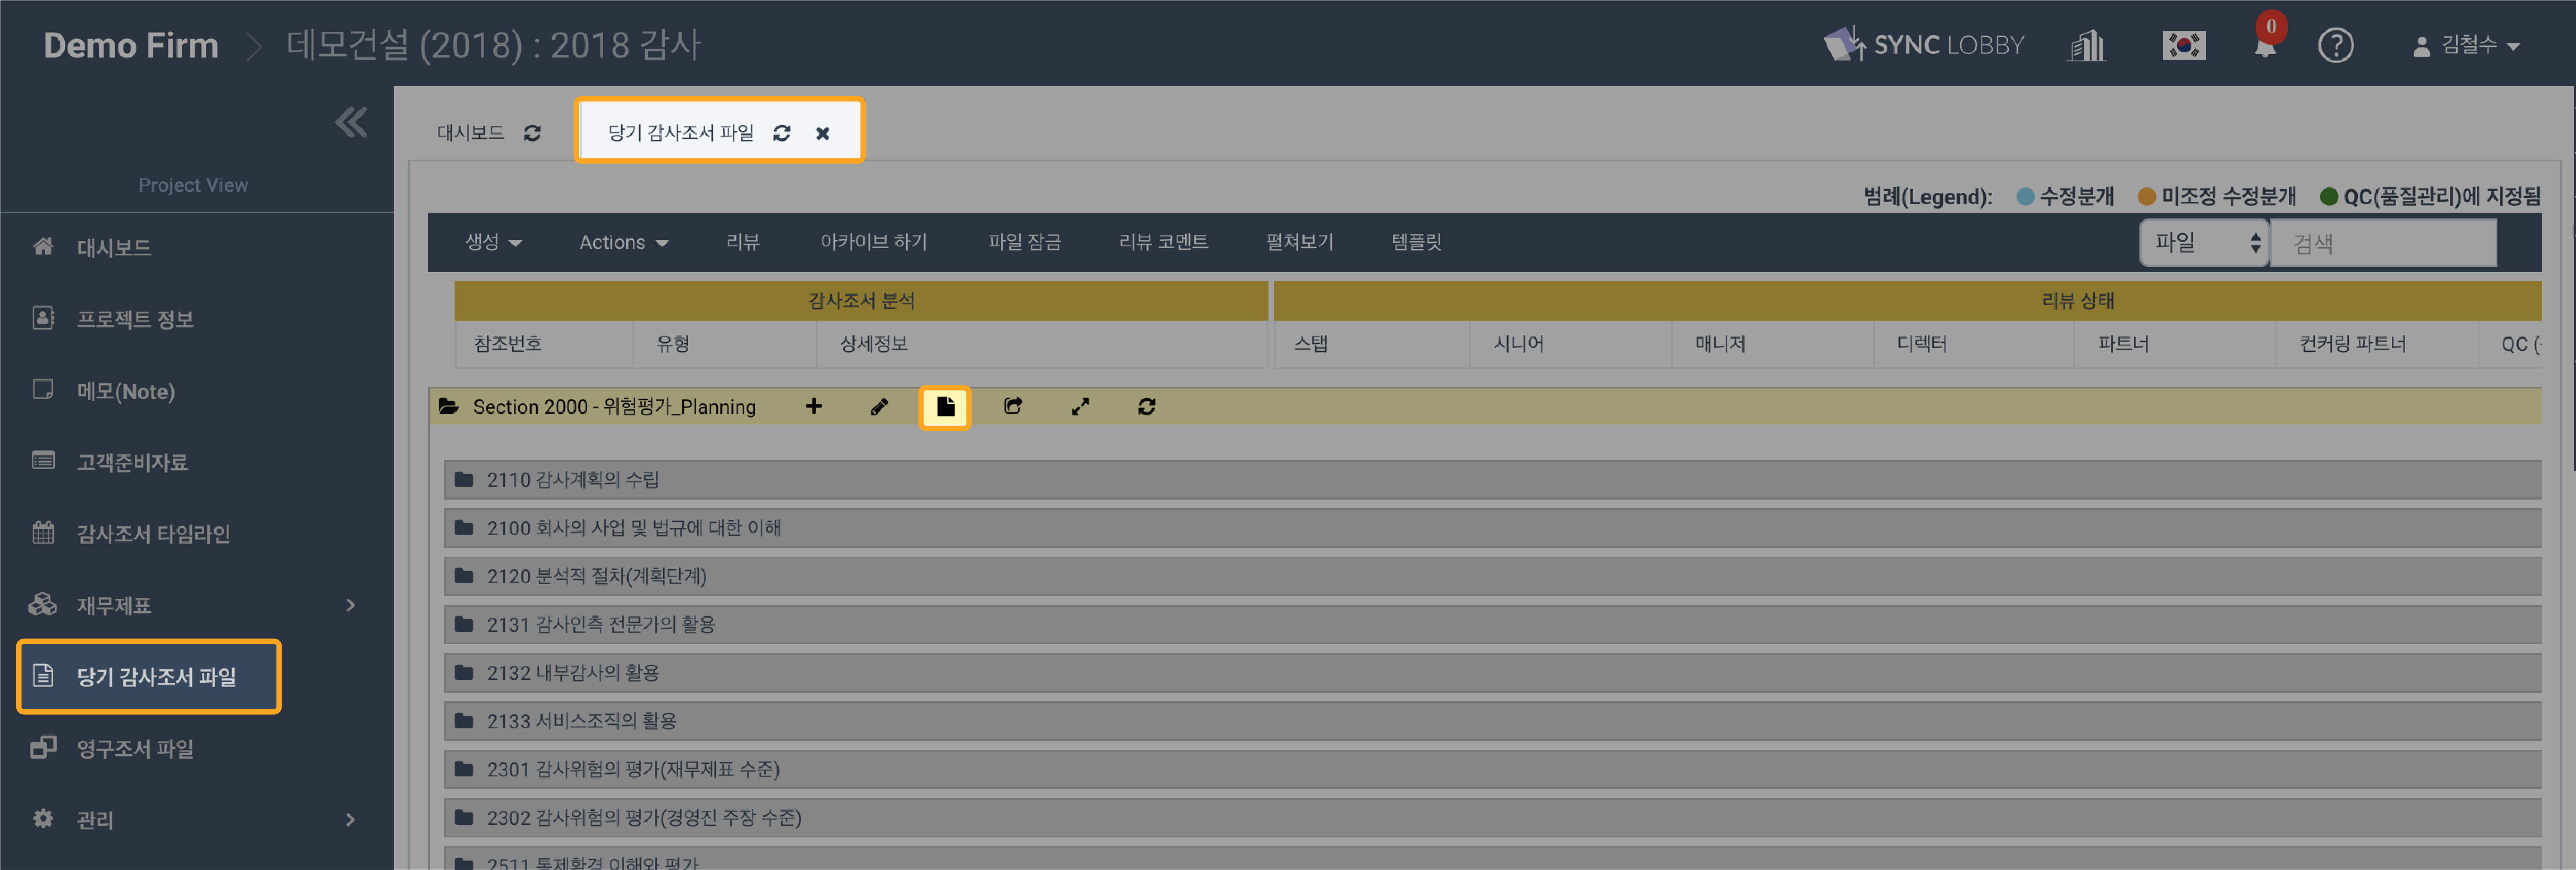 Demo Firm 데모건설 (2018) : 2018 감사
SYNC LOBBY
0
김철수
Project View
대시보드
프로젝트 정보
메모(Note)
고객준비자료
감사조서 타임라인
재무제표
당기 감사조서 파일
영구조서 파일
관리
대시보드
당기 감사조서 파일
범례(Legend): 수정분개 미조정 수정분개 QC(품질관리)에 지정됨
생성 Actions 리뷰 아카이브 하기 파일 잠금 리뷰 코멘트 펼쳐보기 템플릿 파일 검색
감사조서 분석 리뷰 상태
참조번호 유형 상세정보 스탭 시니어 매니저 디렉터 파트너 컨커링 파트너 QC (
Section 2000 - 위험평가_Planning
2110 감사계획의 수립
2100 회사의 사업 및 법규에 대한 이해
2120 분석적 절차(계획단계)
2131 감사인측 전문가의 활용
2132 내부감사의 활용
2133 서비스조직의 활용
2301 감사위험의 평가(재무제표 수준)
2302 감사위험의 평가(경영진 주장 수준)
2511 통제환경 이해와 평가